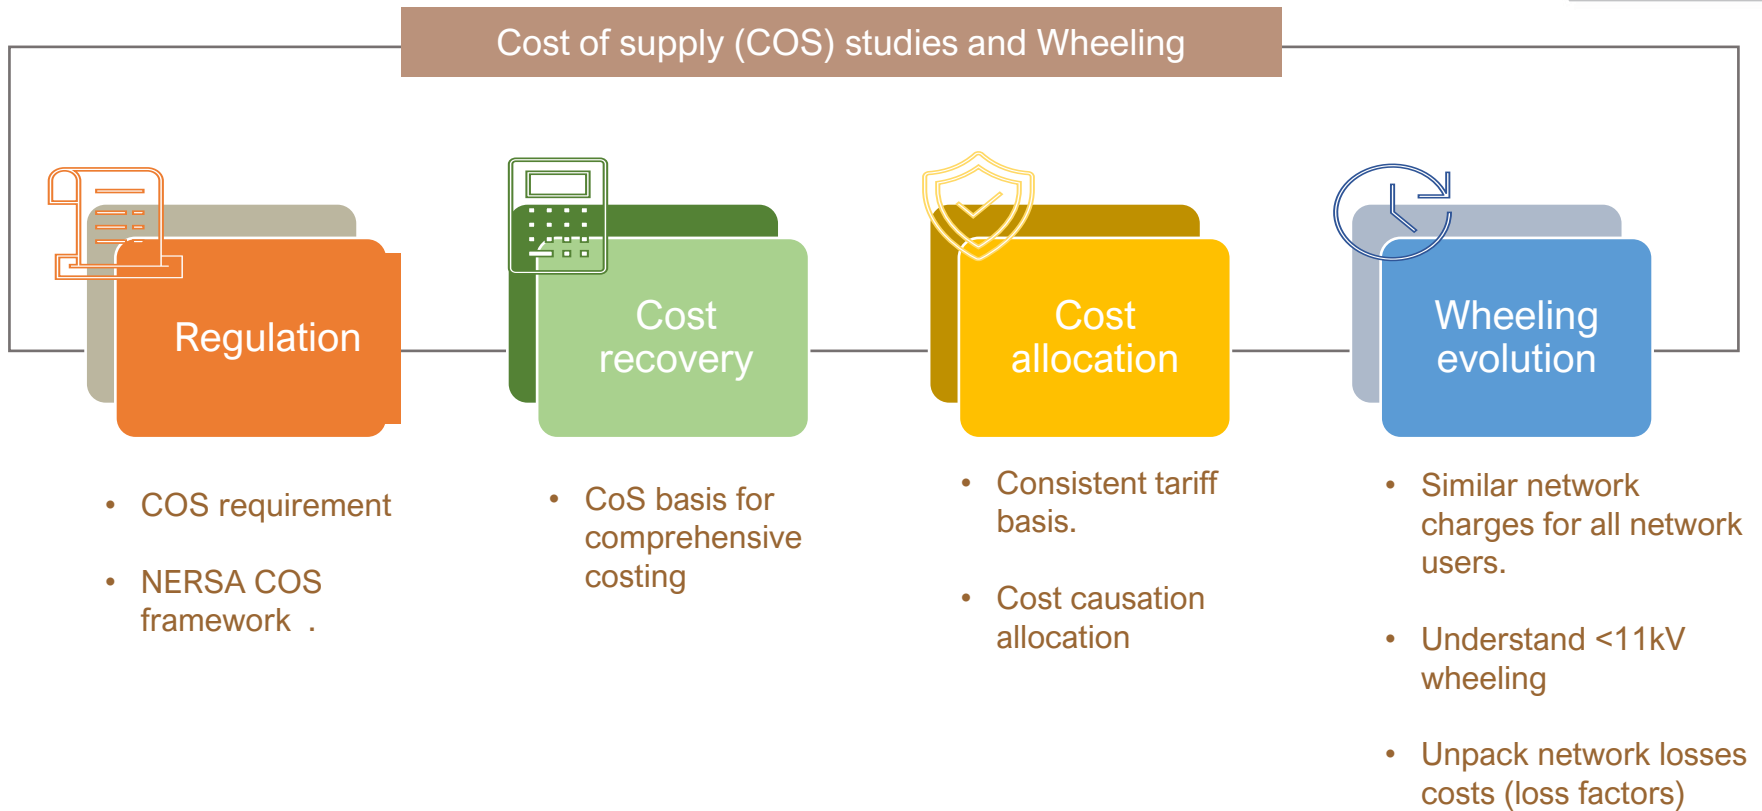 Cost of supply (COS) studies and Wheeling
Regulation
• COS requirement
• NERSA COS
framework .
Cost
recovery
• CoS basis for
comprehensive
costing
Cost
allocation
• Consistent tariff
basis.
• Cost causation
allocation
Wheeling
evolution
• Similar network
charges for all network
users.
• Understand <11kV
wheeling
• Unpack network losses
costs (loss factors)